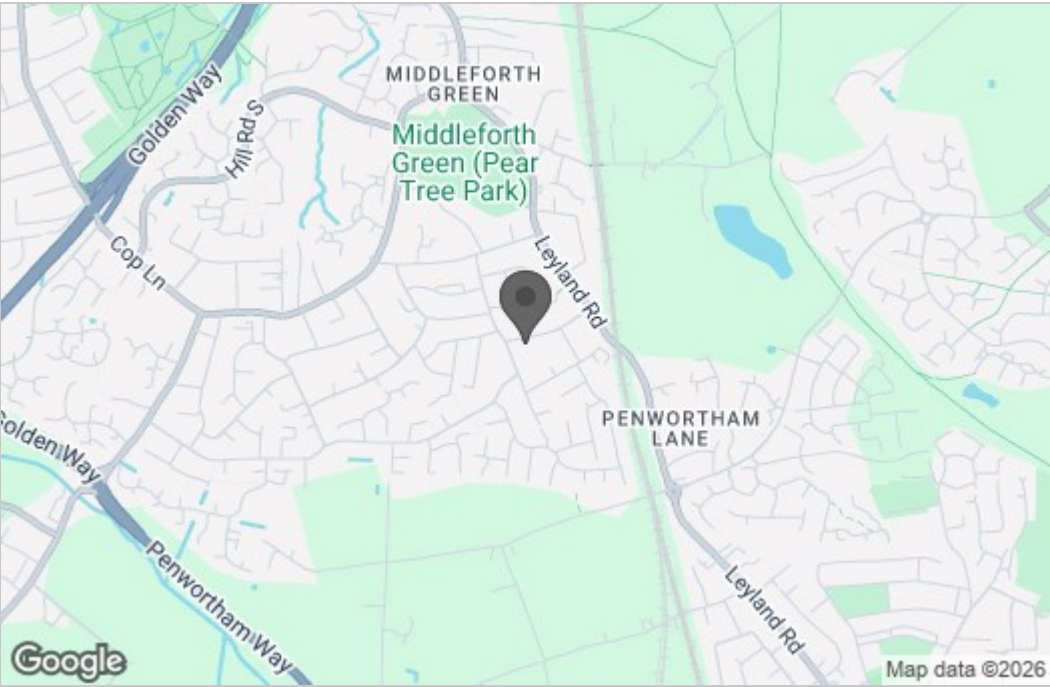 MIDDLEFORTH
GREEN
Golden Way
Hill Rd S
Middleforth
Green (Pear
Tree Park)
Cop Ln
Leyland Rd
PENWORTHAM
LANE
Golden Way
Penwortham Way
Leyland Rd
Google
Map data ©2026